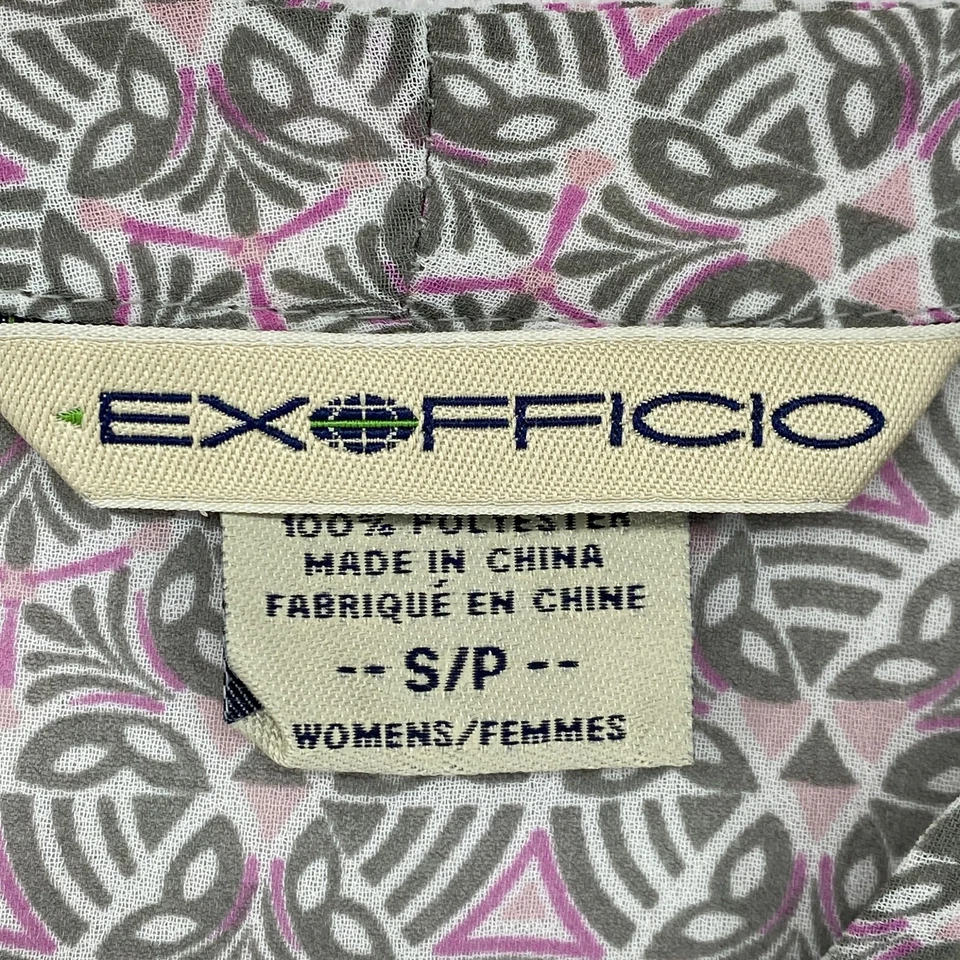 EXOFFICIO
100% POLYESTER
MADE IN CHINA
FABRIQUÉ EN CHINE
-- S/P --
WOMENS/FEMMES